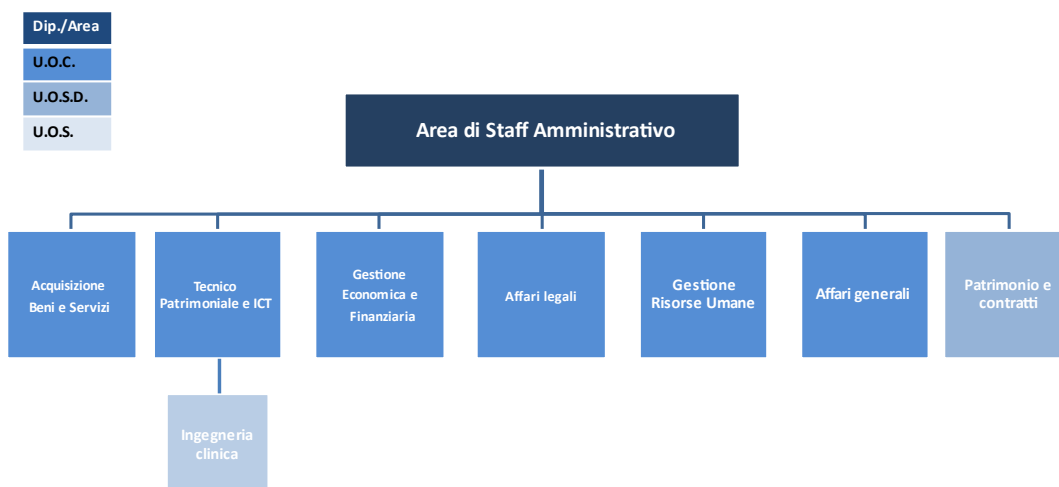 Dip./Area
U.O.C.
U.O.S.D.
U.O.S.
Area di Staff Amministrativo
Acquisizione
Beni e Servizi
Tecnico
Patrimoniale e ICT
Gestione
Economica e
Finanziaria
Affari legali
Gestione
Risorse Umane
Affari generali
Patrimonio e
contratti
Ingegneria
clinica